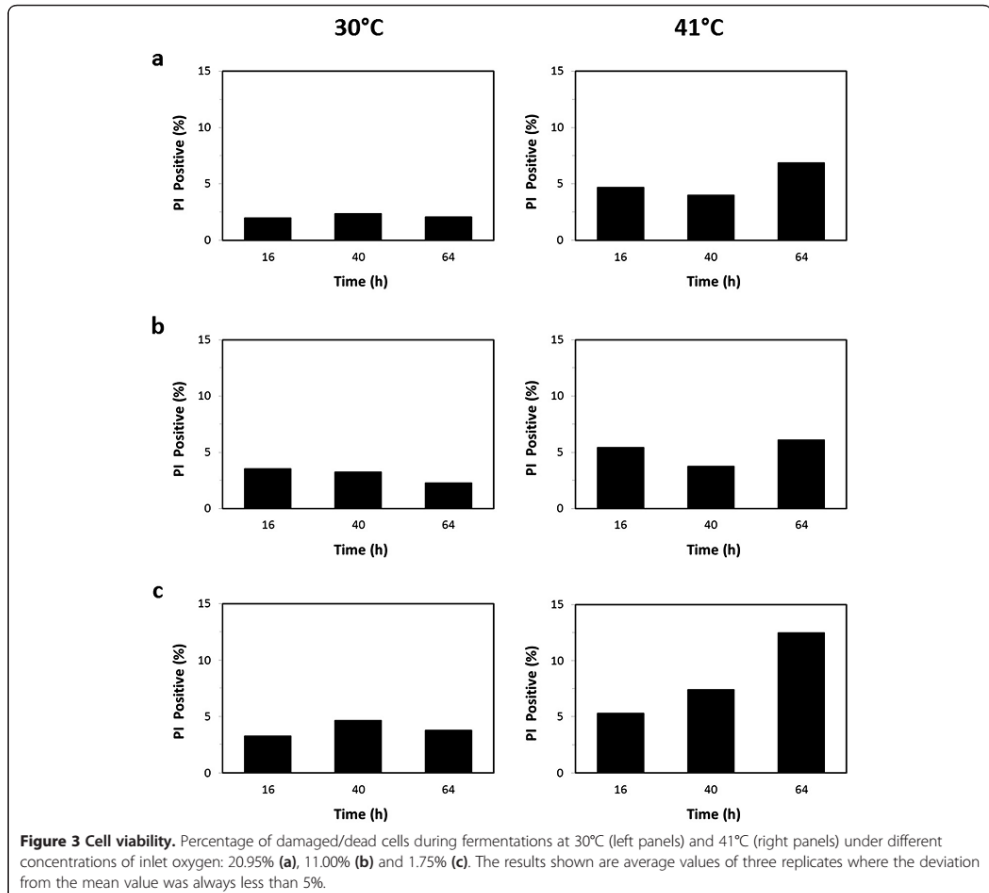 30°C 41°C
a
15
10
5
0
PI Positive (%)
16 40 64
Time (h)
15
10
5
0
PI Positive (%)
16 40 64
Time (h)
b
15
10
5
0
PI Positive (%)
16 40 64
Time (h)
15
10
5
0
PI Positive (%)
16 40 64
Time (h)
c
15
10
5
0
PI Positive (%)
16 40 64
Time (h)
15
10
5
0
PI Positive (%)
16 40 64
Time (h)
Figure 3 Cell viability. Percentage of damaged/dead cells during fermentations at 30°C (left panels) and 41°C (right panels) under different
concentrations of inlet oxygen: 20.95% (a), 11.00% (b) and 1.75% (c). The results shown are average values of three replicates where the deviation
from the mean value was always less than 5%.